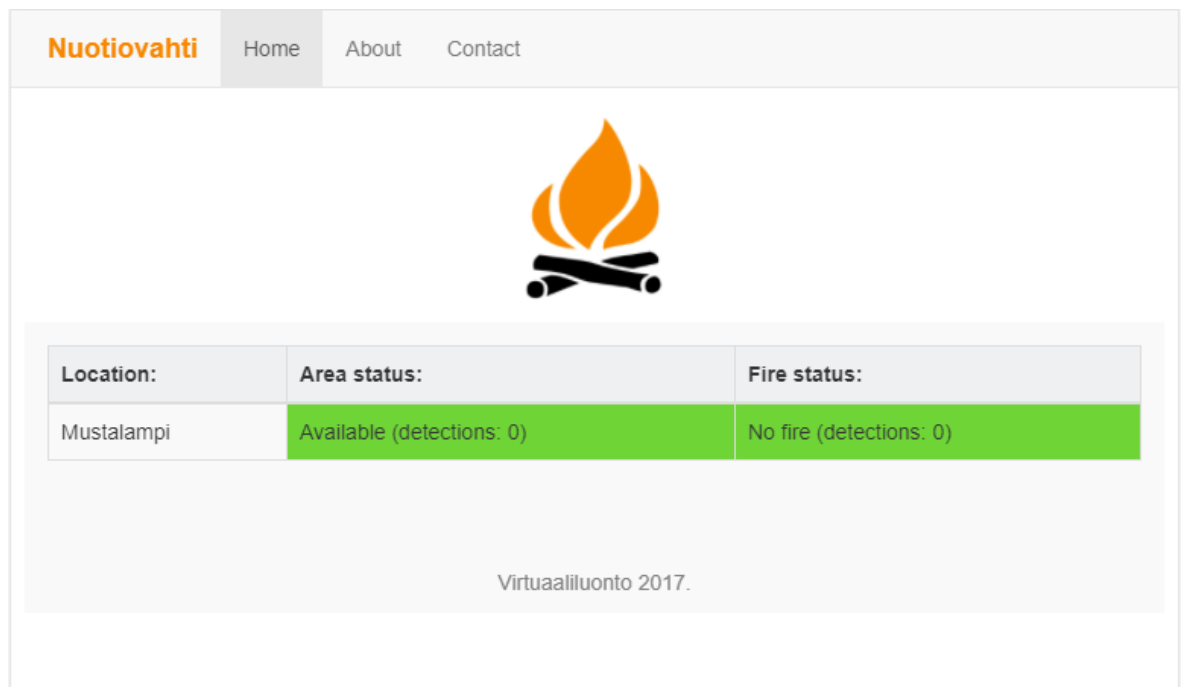 Nuotiovahti Home About Contact
Location: Area status: Fire status:
Mustalampi Available (detections: 0) No fire (detections: 0)
Virtuaaliluonto 2017.